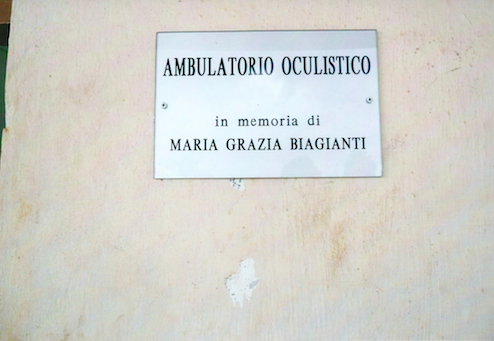 AMBULATORIO OCULISTICO
in memoria di
MARIA GRAZIA BIAGIANTI